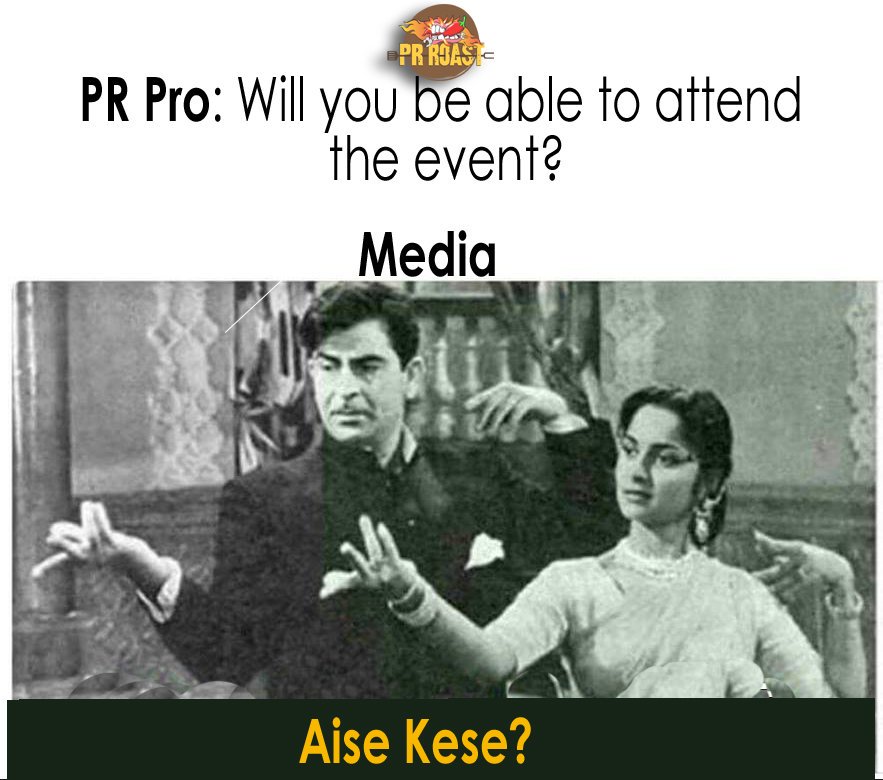 PR ROAST
PR Pro: Will you be able to attend
the event?
Media
Aise Kese?